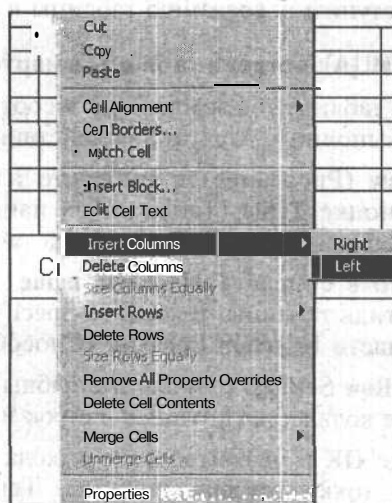 Cut
Copy
Paste
Cell Alignment
Cell Borders...
Match Cell
Insert Block...
Edit Cell Text
Insert Columns
Right
Delete Columns
Left
Size Columns Equally
Insert Rows
Delete Rows
Size Rows Equally
Remove All Property Overrides
Delete Cell Contents
Merge Cells
Unmerge Cells
Properties